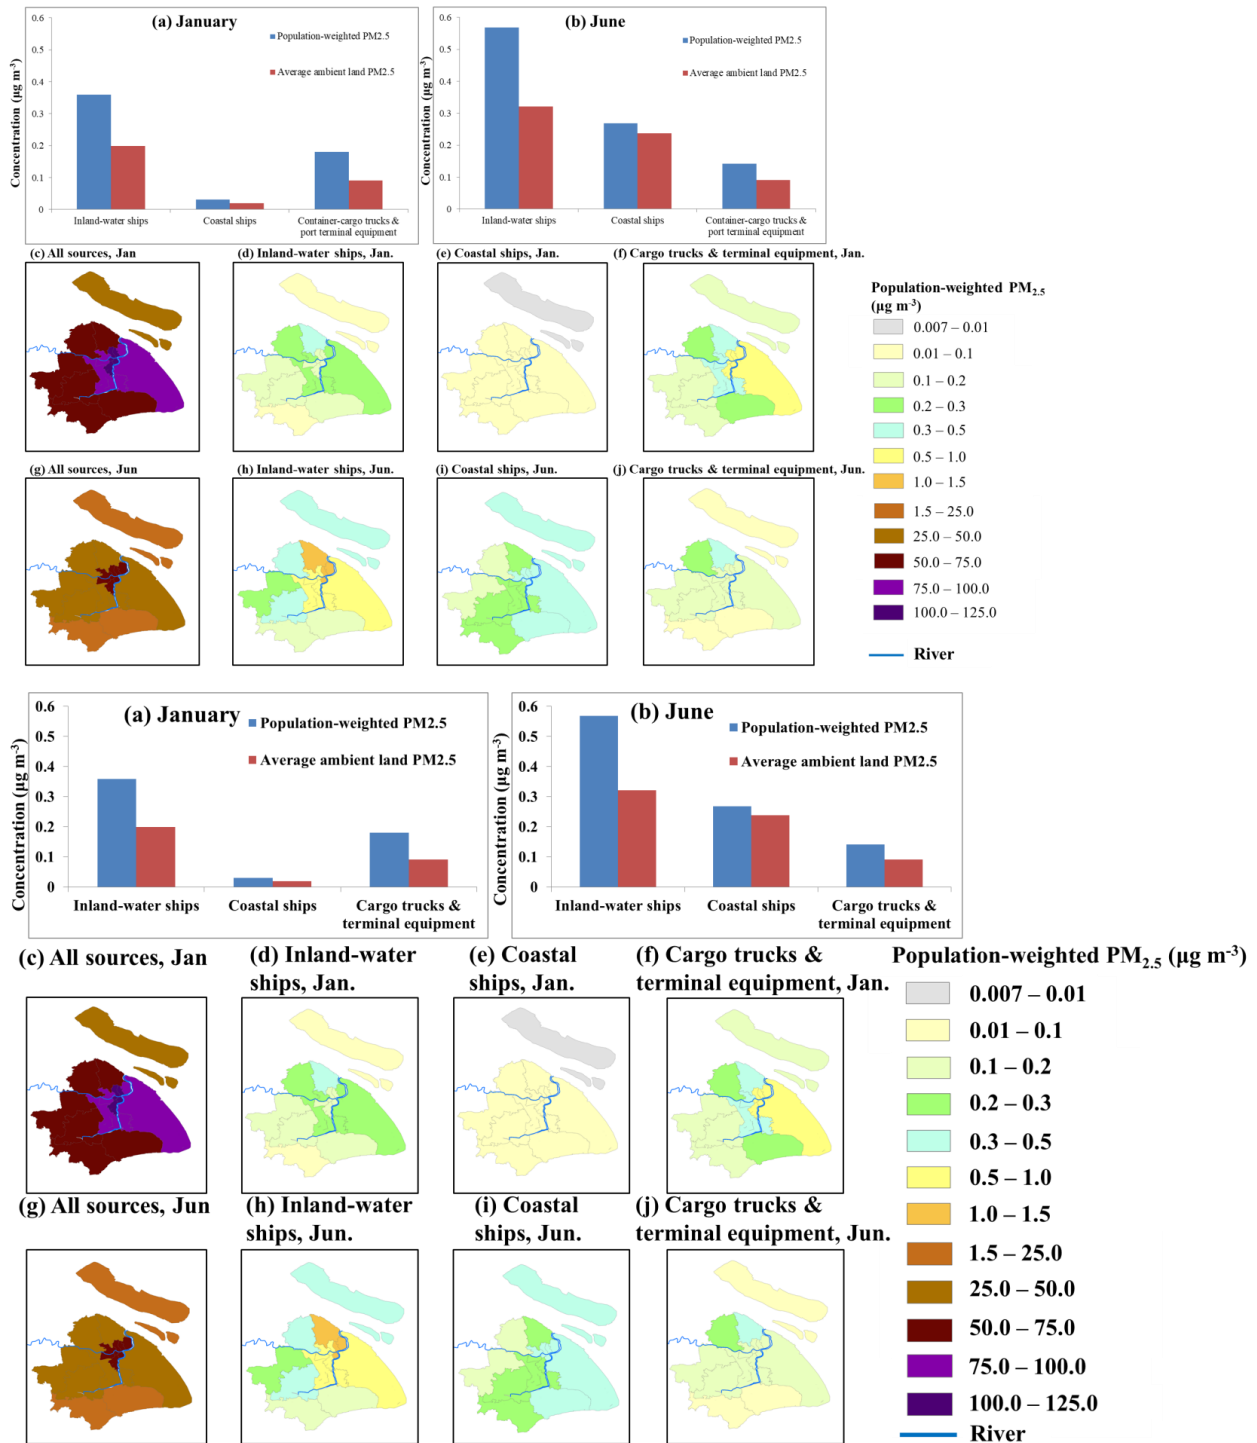 (a) January
Population-weighted PM2.5
Average ambient land PM2.5
Concentration (µg m-3)
0.6
0.5
0.4
0.3
0.2
0.1
0
Inland-water ships
Coastal ships
Container-cargo trucks &
port terminal equipment
(b) June
Population-weighted PM2.5
Average ambient land PM2.5
Concentration (µg m-3)
0.6
0.5
0.4
0.3
0.2
0.1
0
Inland-water ships
Coastal ships
Container-cargo trucks &
port terminal equipment
(c) All sources, Jan
(d) Inland-water ships, Jan.
(e) Coastal ships, Jan.
(f) Cargo trucks & terminal equipment, Jan.
(g) All sources, Jun
(h) Inland-water ships, Jun.
(i) Coastal ships, Jun.
(j) Cargo trucks & terminal equipment, Jun.
Population-weighted PM2.5
(µg m-3)
0.007 – 0.01
0.01 – 0.1
0.1 – 0.2
0.2 – 0.3
0.3 – 0.5
0.5 – 1.0
1.0 – 1.5
1.5 – 25.0
25.0 – 50.0
50.0 – 75.0
75.0 – 100.0
100.0 – 125.0
River
(a) January
Population-weighted PM2.5
Average ambient land PM2.5
Concentration (µg m-3)
0.6
0.5
0.4
0.3
0.2
0.1
0
Inland-water ships
Coastal ships
Cargo trucks &
terminal equipment
(b) June
Population-weighted PM2.5
Average ambient land PM2.5
Concentration (µg m-3)
0.6
0.5
0.4
0.3
0.2
0.1
0
Inland-water ships
Coastal ships
Cargo trucks &
terminal equipment
(c) All sources, Jan
(d) Inland-water
ships, Jan.
(e) Coastal
ships, Jan.
(f) Cargo trucks &
terminal equipment, Jan.
(g) All sources, Jun
(h) Inland-water
ships, Jun.
(i) Coastal
ships, Jun.
(j) Cargo trucks &
terminal equipment, Jun.
Population-weighted PM2.5 (µg m-3)
0.007 – 0.01
0.01 – 0.1
0.1 – 0.2
0.2 – 0.3
0.3 – 0.5
0.5 – 1.0
1.0 – 1.5
1.5 – 25.0
25.0 – 50.0
50.0 – 75.0
75.0 – 100.0
100.0 – 125.0
River